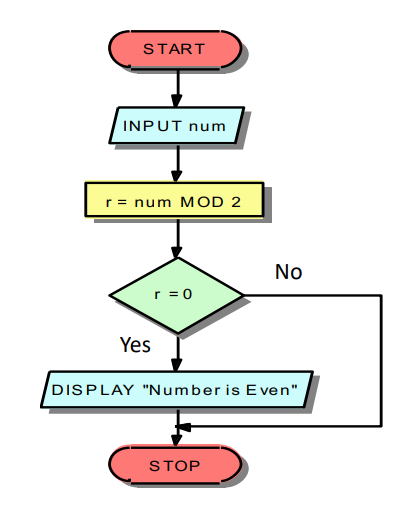 START
INPUT num
r = num MOD 2
r = 0
No
Yes
DISPLAY "Number is Even"
STOP